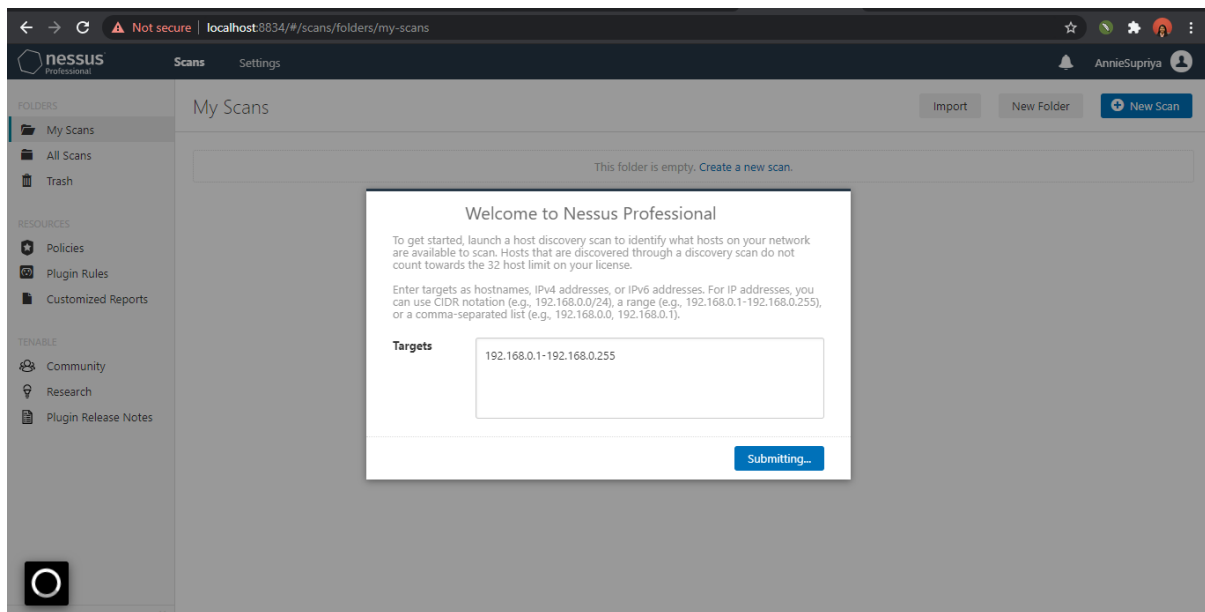 Not secure | localhost:8834/#/scans/folders/my-scans
nessus
Professional
Scans
Settings
AnnieSupriya
FOLDERS
My Scans
All Scans
Trash
RESOURCES
Policies
Plugin Rules
Customized Reports
TENABLE
Community
Research
Plugin Release Notes
My Scans
Import
New Folder
New Scan
This folder is empty. Create a new scan.
Welcome to Nessus Professional
To get started, launch a host discovery scan to identify what hosts on your network
are available to scan. Hosts that are discovered through a discovery scan do not
count towards the 32 host limit on your license.
Enter targets as hostnames, IPv4 addresses, or IPv6 addresses. For IP addresses, you
can use CIDR notation (e.g., 192.168.0.0/24), a range (e.g., 192.168.0.1-192.168.0.255),
or a comma-separated list (e.g., 192.168.0.0, 192.168.0.1).
Targets
192.168.0.1-192.168.0.255
Submitting...